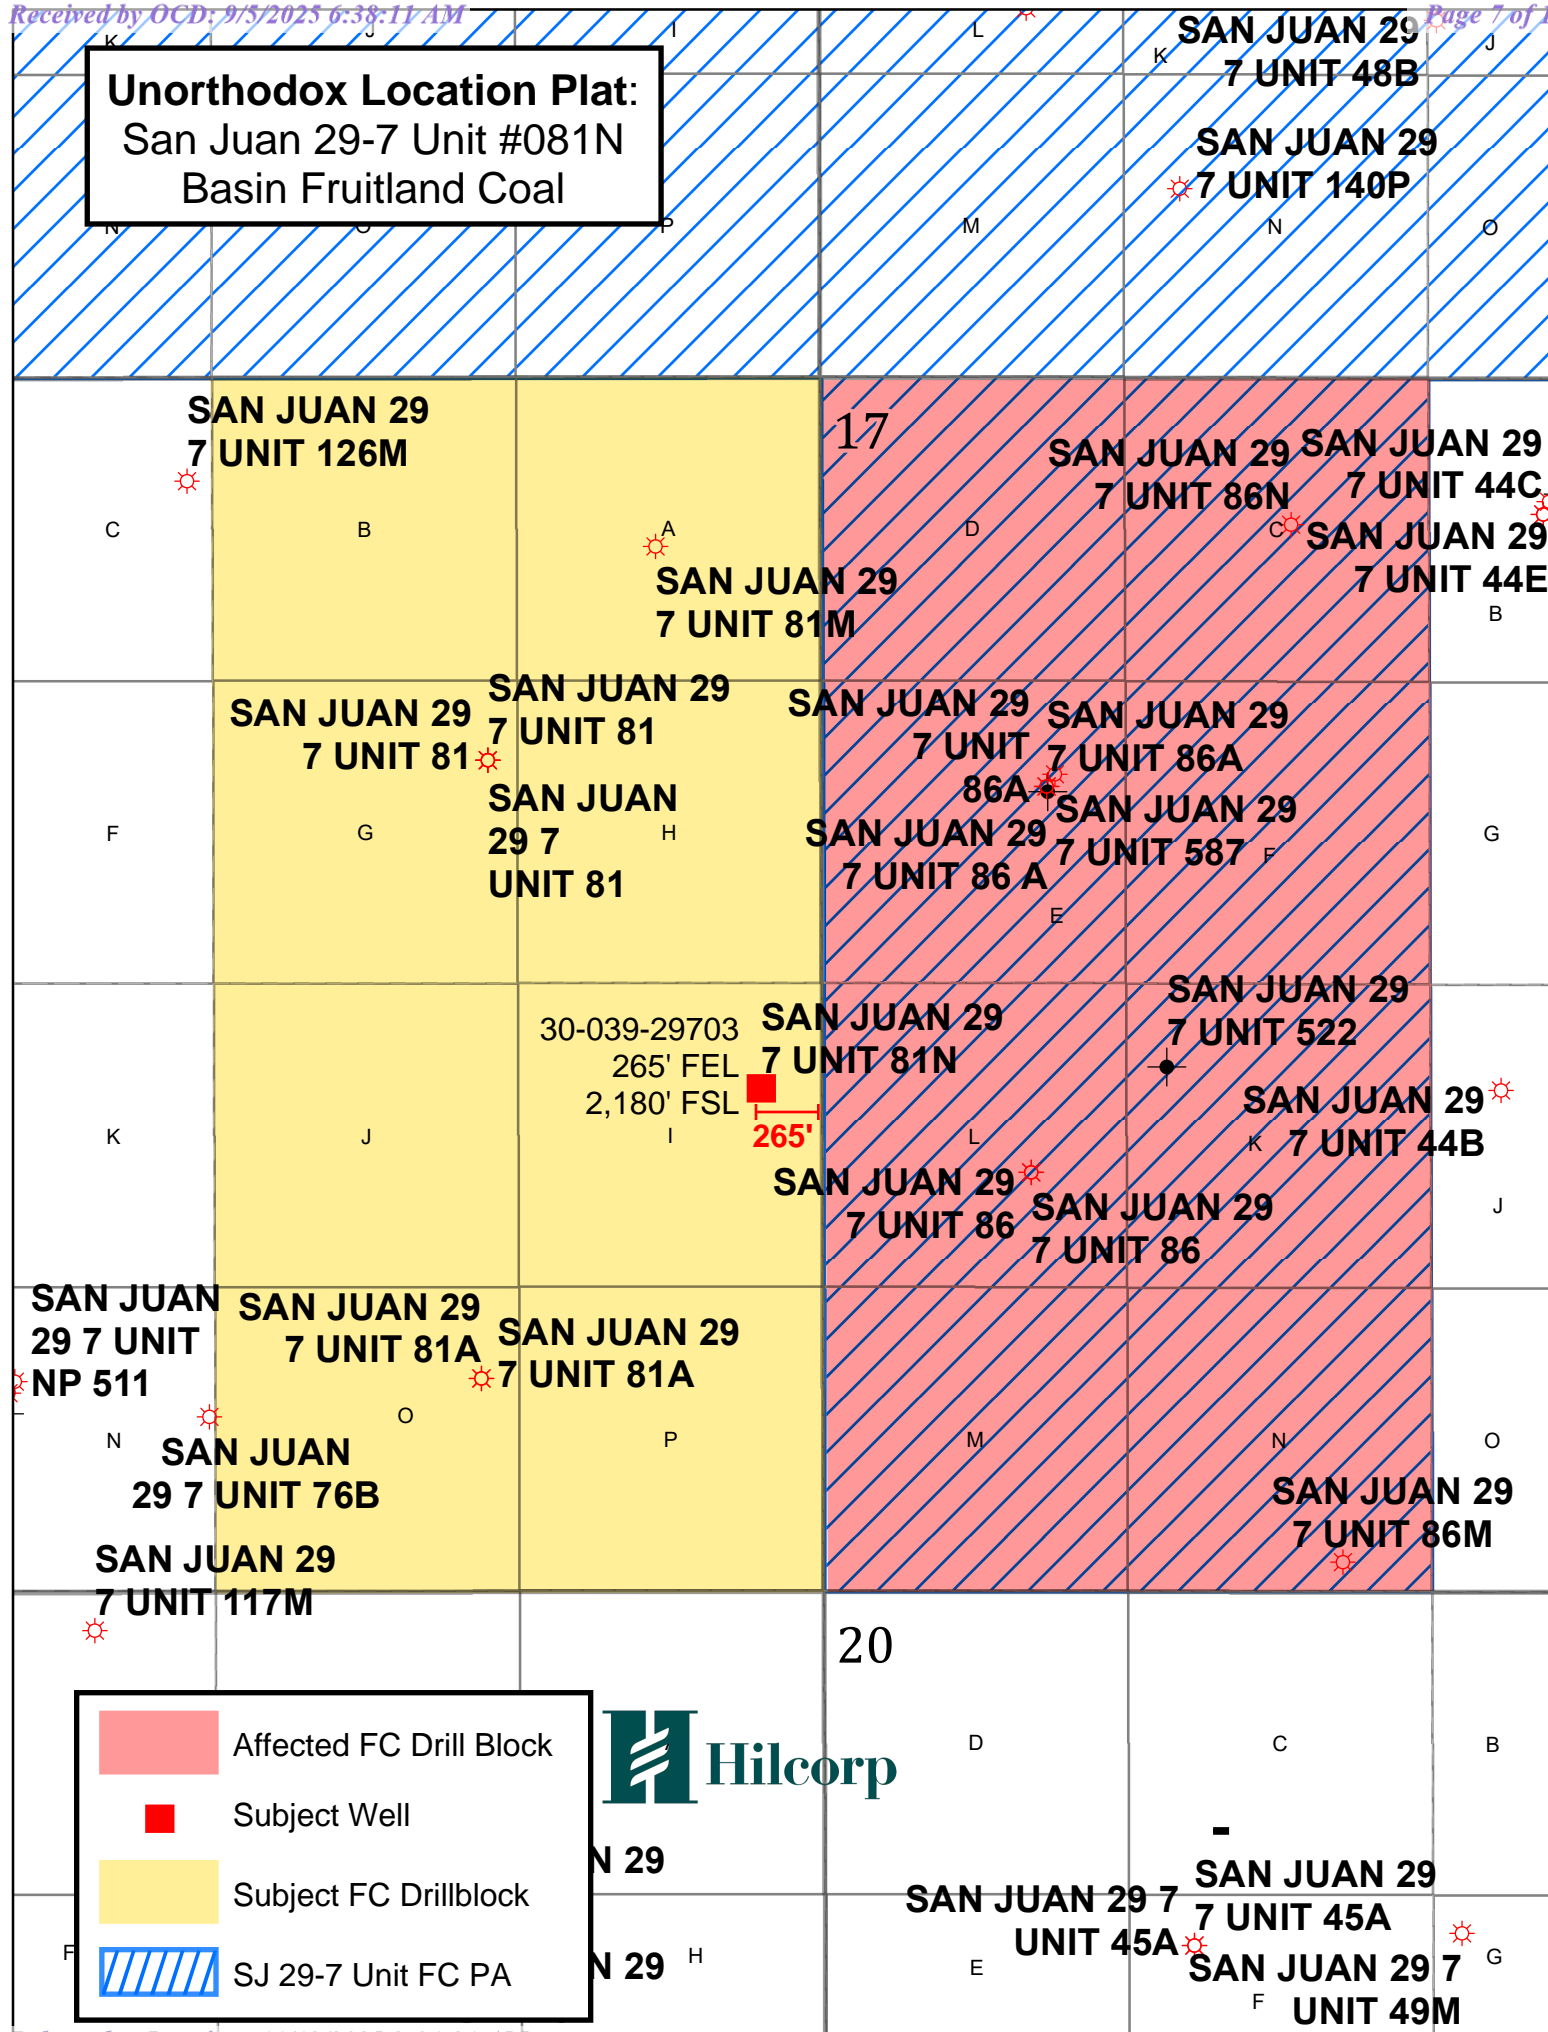 Received by OCD: 9/5/2025 6:38:11 AM
Page 7 of 1
K
J
I
L
K
J
SAN JUAN 29
7 UNIT 48B
Unorthodox Location Plat:
San Juan 29-7 Unit #081N
Basin Fruitland Coal
SAN JUAN 29
7 UNIT 140P
N
O
P
M
N
O
SAN JUAN 29
7 UNIT 126M
17
SAN JUAN 29
7 UNIT 86N
SAN JUAN 29
7 UNIT 44C
SAN JUAN 29
7 UNIT 44E
C
B
A
D
C
B
SAN JUAN 29
7 UNIT 81M
SAN JUAN 29
7 UNIT 81
SAN JUAN 29
7 UNIT 81
SAN JUAN
29 7
UNIT 81
SAN JUAN 29
7 UNIT
86A
SAN JUAN 29
7 UNIT 86A
SAN JUAN 29
7 UNIT 86 A
SAN JUAN 29
7 UNIT 587
F
G
H
E
F
G
30-039-29703
265' FEL
2,180' FSL
SAN JUAN 29
7 UNIT 81N
265'
SAN JUAN 29
7 UNIT 522
SAN JUAN 29
7 UNIT 44B
K
J
I
L
K
J
SAN JUAN 29
7 UNIT 86
SAN JUAN 29
7 UNIT 86
SAN JUAN
29 7 UNIT
NP 511
SAN JUAN 29
7 UNIT 81A
SAN JUAN 29
7 UNIT 81A
N
O
P
M
N
O
SAN JUAN
29 7 UNIT 76B
SAN JUAN 29
7 UNIT 86M
SAN JUAN 29
7 UNIT 117M
20
Affected FC Drill Block
Subject Well
Subject FC Drillblock
SJ 29-7 Unit FC PA
Hilcorp
D
C
B
N 29
N 29
F
H
E
F
G
SAN JUAN 29 7
UNIT 45A
SAN JUAN 29
7 UNIT 45A
SAN JUAN 29 7
UNIT 49M